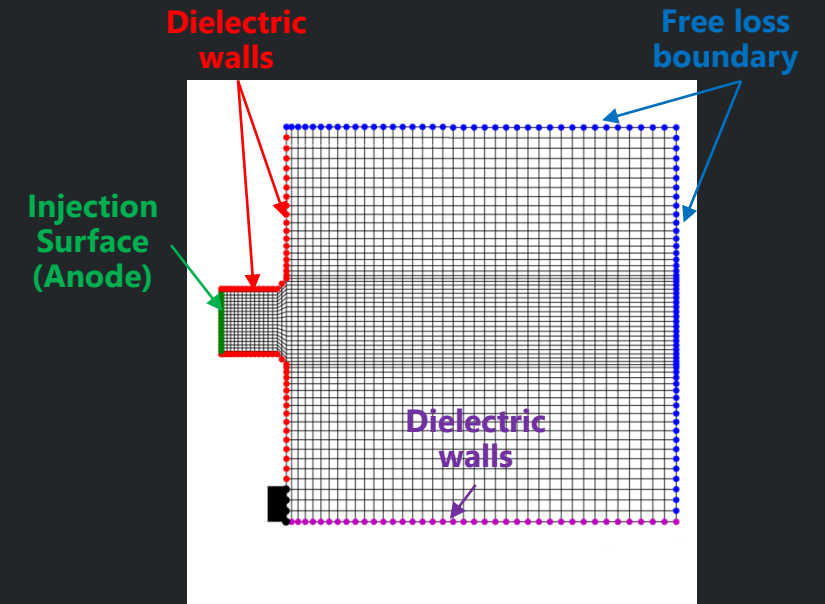 Dielectric
walls
Free loss
boundary
Injection
Surface
(Anode)
Dielectric
walls